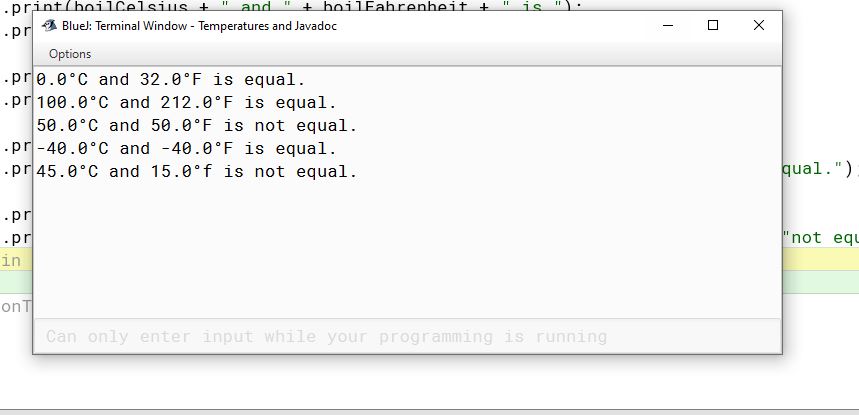 .print(boilCelsius + " and " + boilFahrenheit + " is ");
BlueJ: Terminal Window - Temperatures and Javadoc
.pr
Options
.pr
0.0°C and 32.0°F is equal.
.pr
100.0°C and 212.0°F is equal.
50.0°C and 50.0°F is not equal.
.pr
-40.0°C and -40.0°F is equal.
.pr
45.0°C and 15.0°f is not equal.
qual.");
.pr
.pr
"not equ
in
onT
Can only enter input while your programming is running